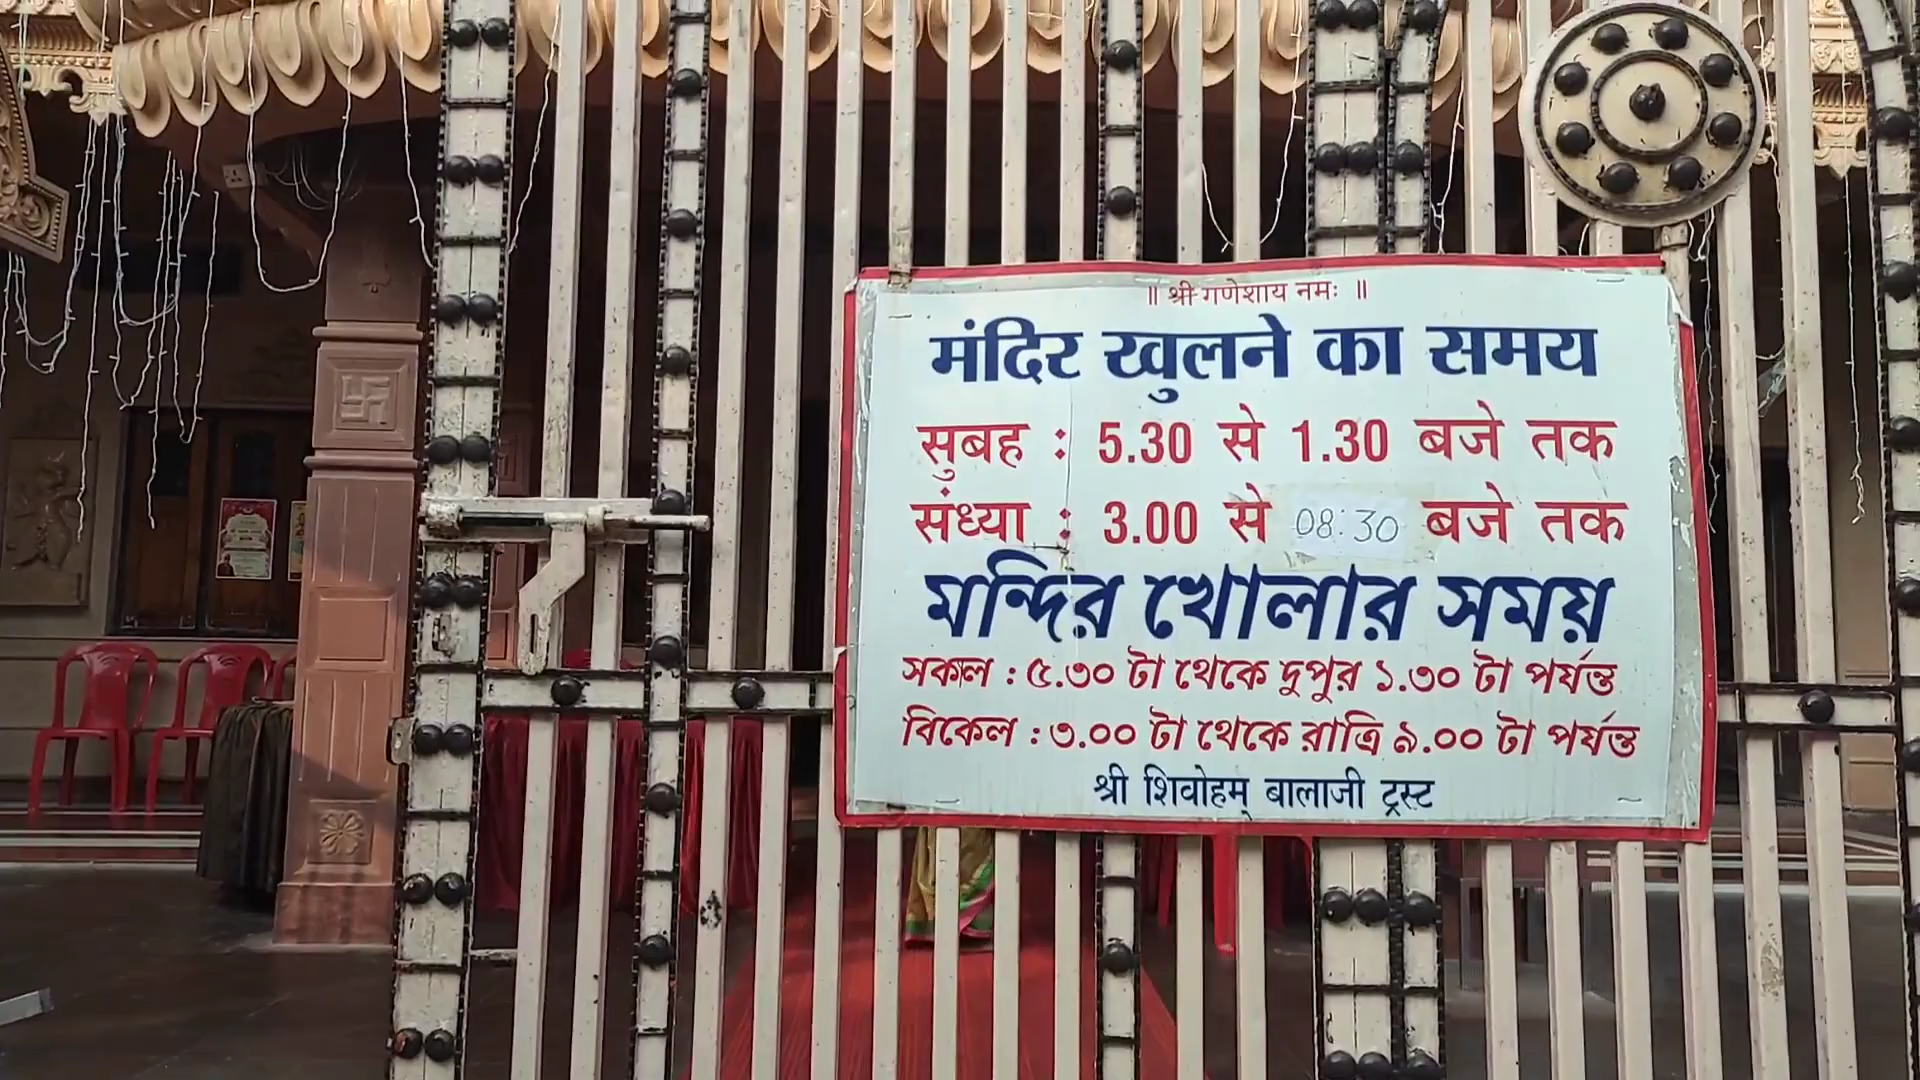 ॥ श्री गणेशाय नमः ॥
मंदिर खुलने का समय
सुबह : 5.30 से 1.30 बजे तक
संध्या : 3.00 से 08:30 बजे तक
মন্দির খোলার সময়
সকাল : ৫.৩০ টা থেকে দুপুর ১.৩০ টা পর্যন্ত
বিকেল : ৩.০০ টা থেকে রাত্রি ৯.০০ টা পর্যন্ত
श्री शिवोहम् बालाजी ट्रस्ट